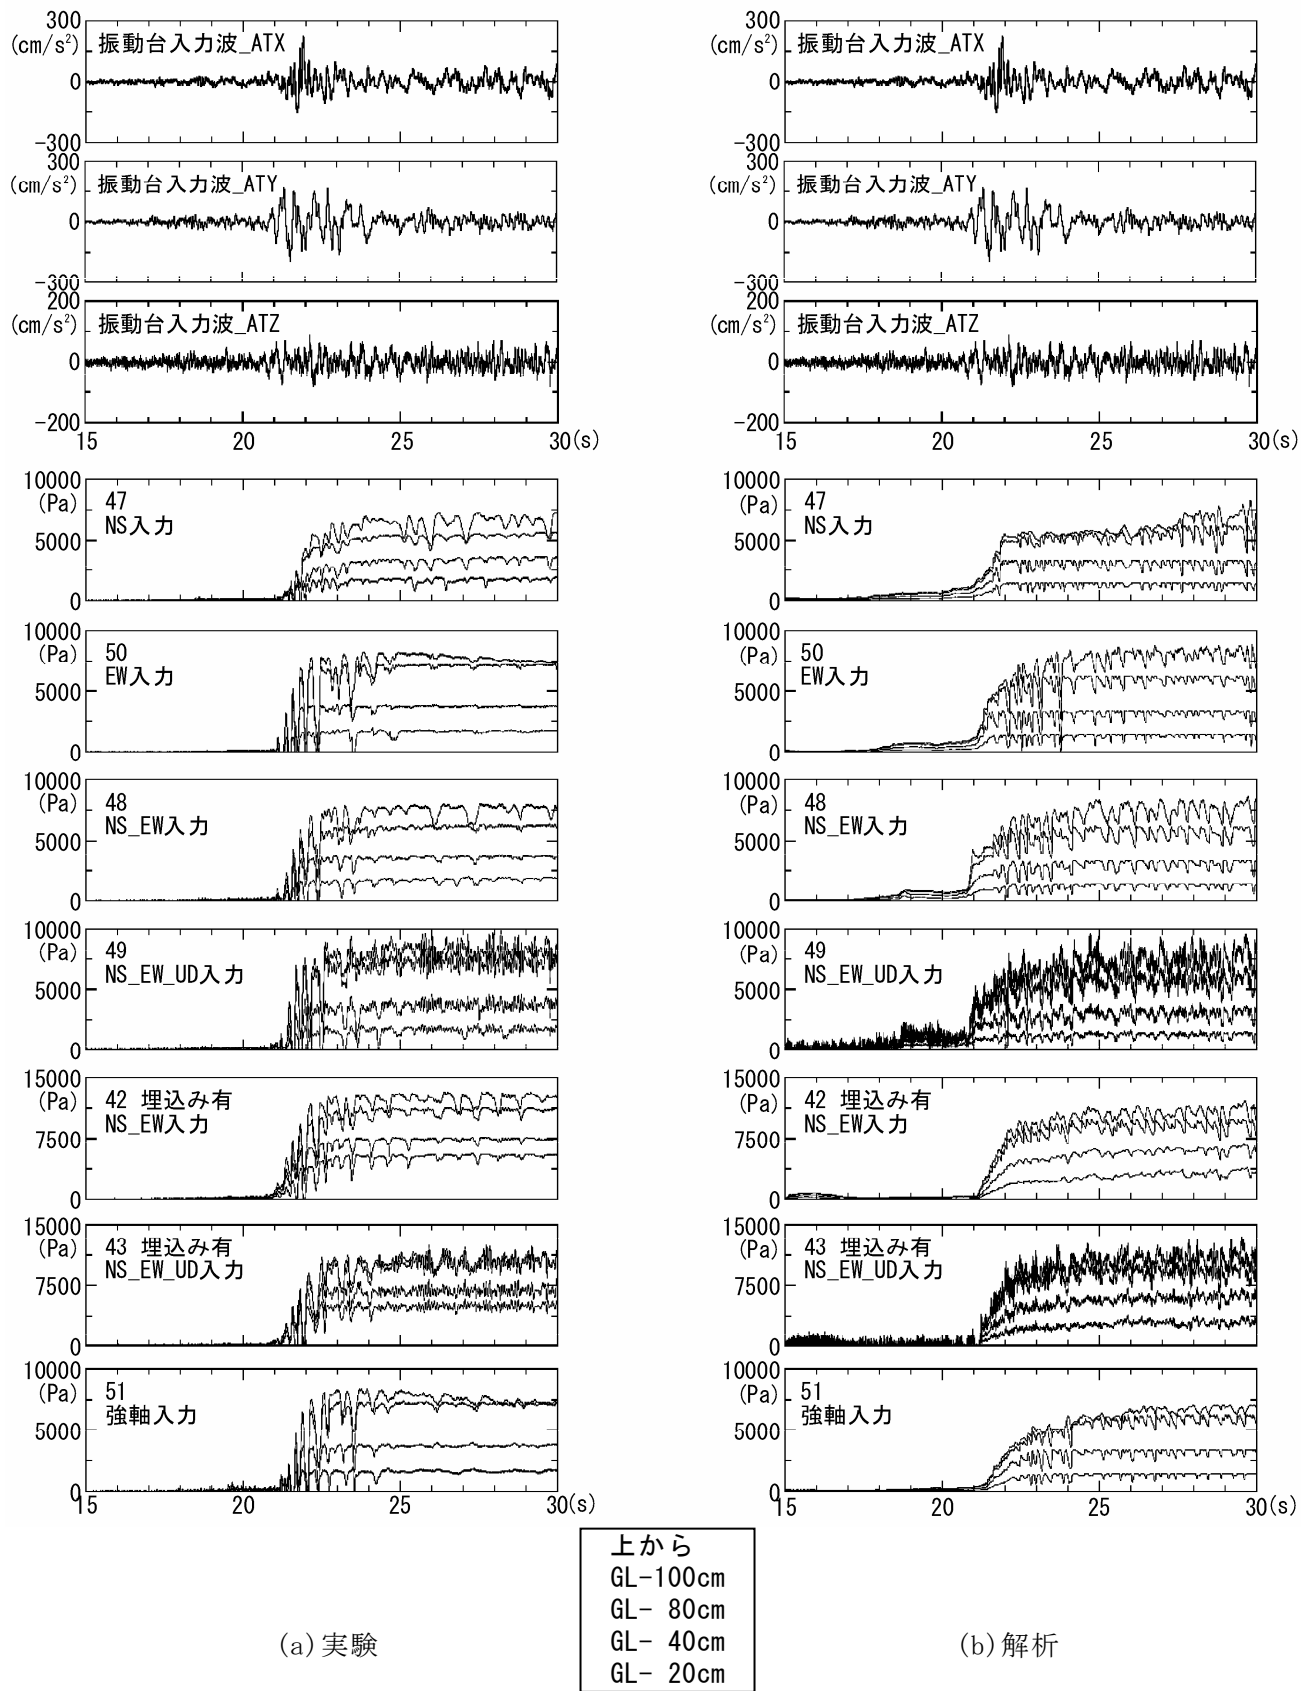 300
(cm/s²)
振動台入力波_ATX
0
-300
300
(cm/s²)
振動台入力波_ATY
0
-300
200
(cm/s²)
振動台入力波_ATZ
0
-200
15 20 25 30(s)
10000
(Pa)
47
NS入力
5000
0
10000
(Pa)
50
EW入力
5000
0
10000
(Pa)
48
NS_EW入力
5000
0
10000
(Pa)
49
NS_EW_UD入力
5000
0
15000
(Pa)
42 埋込み有
NS_EW入力
7500
0
15000
(Pa)
43 埋込み有
NS_EW_UD入力
7500
0
10000
(Pa)
51
強軸入力
5000
0
15 20 25 30(s)
(a)実験
300
(cm/s²)
振動台入力波_ATX
0
-300
300
(cm/s²)
振動台入力波_ATY
0
-300
200
(cm/s²)
振動台入力波_ATZ
0
-200
15 20 25 30(s)
10000
(Pa)
47
NS入力
5000
0
10000
(Pa)
50
EW入力
5000
0
10000
(Pa)
48
NS_EW入力
5000
0
10000
(Pa)
49
NS_EW_UD入力
5000
0
15000
(Pa)
42 埋込み有
NS_EW入力
7500
0
15000
(Pa)
43 埋込み有
NS_EW_UD入力
7500
0
10000
(Pa)
51
強軸入力
5000
0
15 20 25 30(s)
(b)解析
上から
GL-100cm
GL- 80cm
GL- 40cm
GL- 20cm